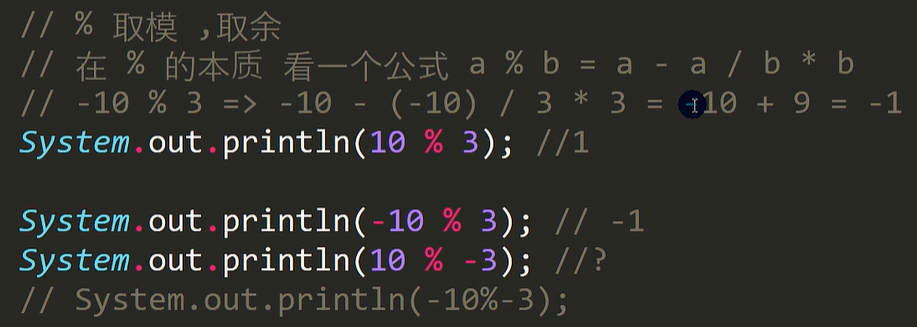 // % 取模 ,取余
// 在 % 的本质 看一个公式 a % b = a - a / b * b
// -10 % 3 => -10 - (-10) / 3 * 3 = -10 + 9 = -1
System.out.println(10 % 3); //1
System.out.println(-10 % 3); // -1
System.out.println(10 % -3); //?
// System.out.println(-10%-3);